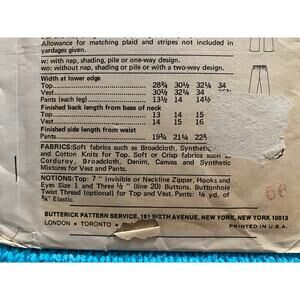 Allowance for matching plaid and stripes not included in
yardages given.
w: with nap, shading, pile or one-way design.
wo: without nap, shading, pile or with a two-way design.
Width at lower edge
Top 28¾ 30½ 32¼ 34
Vest 30½ 32¼ 34
Pants (each leg) 13½ 14 14½
Finished back length from base of neck
Top 13 14 15
Vest 14 15 16
Finished side length from waist
Pants 19¾ 21¼ 22¾
FABRICS: Soft fabrics such as Broadcloth, Synthetic
and Cotton Knits for Top. Soft or Crisp fabrics such
Corduroy, Broadcloth, Denim, Canvas and Synthetic
Mixtures for Vest and Pants.
NOTIONS: Top: 7" Invisible or Neckline Zipper, Hooks and
Eyes Size 1 and Three ½" (line 20) Buttons. Buttonhole
Twist Thread (optional) for Top and Vest. Pants: ⅝ yd. of
¾" Elastic.
56
BUTTERICK PATTERN SERVICE, 161 SIXTH AVENUE, NEW YORK, NEW YORK 10013
LONDON • TORONTO •
PRINTED IN U.S.A.